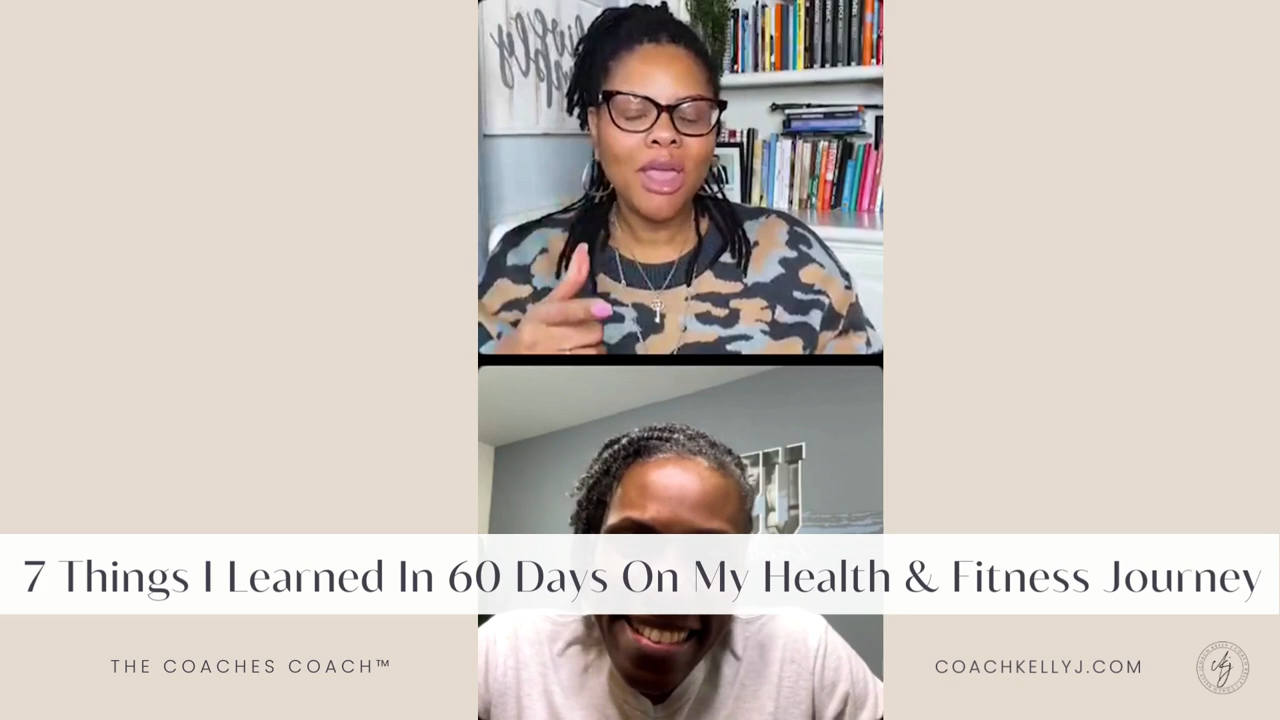 7 Things I Learned In 60 Days On My Health & Fitness Journey
THE COACHES COACH™
COACHKELLYJ.COM